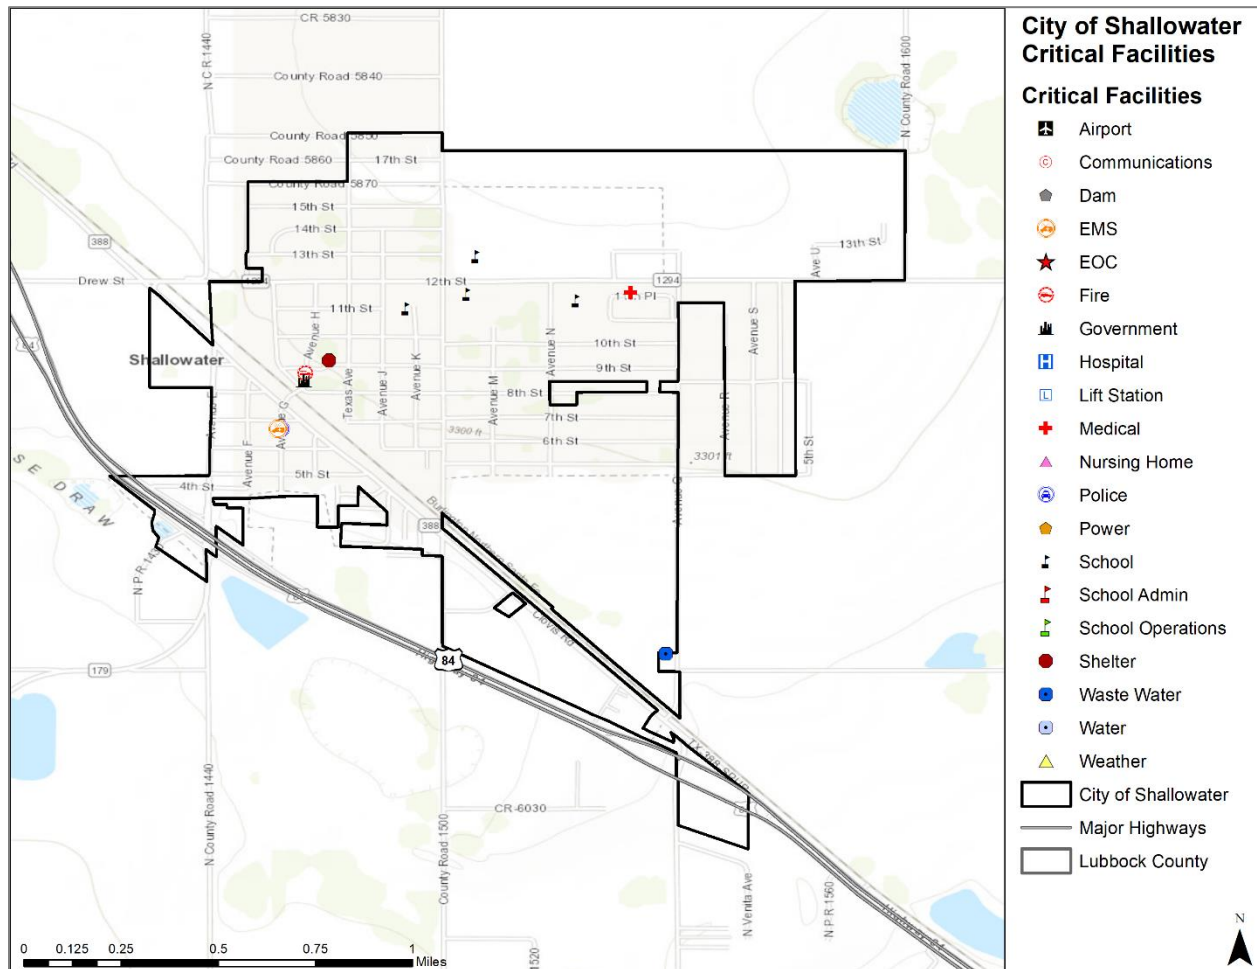 CR 5830
N C R 1440
County Road 5840
N County Road 1600
County Road 5850
County Road 5860
17th St
County Road 5870
15th St
14th St
388
13th St
13th St
Ave U
Drew St
12th St
1294
11th St
Avenue H
84
Shallowater
10th St
Avenue N
Avenue S
9th St
Texas Ave
Avenue J
Avenue K
Avenue M
8th St
Avenue R
Avenue E
7th St
3300 ft
6th St
Avenue F
3301 ft
5th St
5th St
4th St
SE DRAW
Avenue Q
388
Clovis Rd
84
179
N County Road 1440
CR 6030
County Road 1500
N Venita Ave
N P R 1560
1520
0 0.125 0.25 0.5 0.75 1
Miles
City of Shallowater
Critical Facilities
Critical Facilities
Airport
C Communications
Dam
EMS
EOC
Fire
Government
H Hospital
L Lift Station
Medical
Nursing Home
Police
Power
School
School Admin
School Operations
Shelter
Waste Water
Water
Weather
City of Shallowater
Major Highways
Lubbock County
N